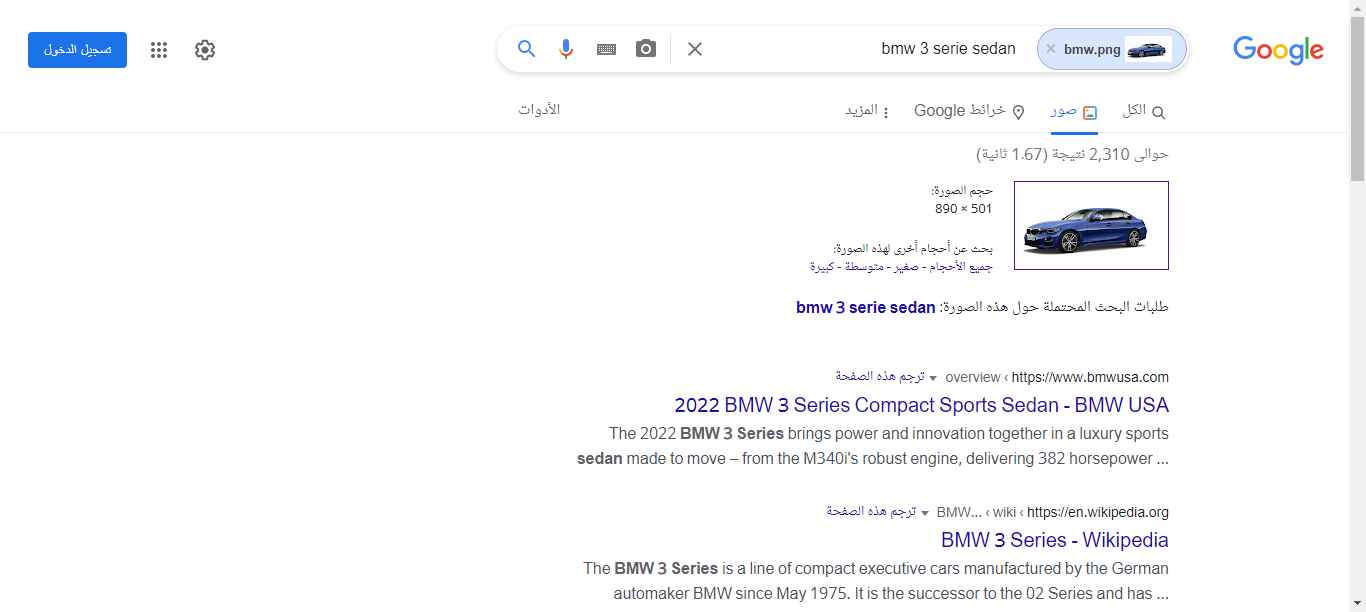 Google
bmw.png
bmw 3 serie sedan
تسجيل الدخول
الكل
صور
خرائط Google
المزيد
الأدوات
حوالى 2,310 نتيجة (1.67 ثانية)
حجم الصورة:
890 × 501
بحث عن أحجام أخرى لهذه الصورة:
جميع الأحجام - صغير - متوسطة - كبيرة
طلبات البحث المحتملة حول هذه الصورة: bmw 3 serie sedan
https://www.bmwusa.com › overview ترجم هذه الصفحة
2022 BMW 3 Series Compact Sports Sedan - BMW USA
The 2022 BMW 3 Series brings power and innovation together in a luxury sports
sedan made to move – from the M340i's robust engine, delivering 382 horsepower ...
https://en.wikipedia.org › wiki › BMW... ترجم هذه الصفحة
BMW 3 Series - Wikipedia
The BMW 3 Series is a line of compact executive cars manufactured by the German
automaker BMW since May 1975. It is the successor to the 02 Series and has ...